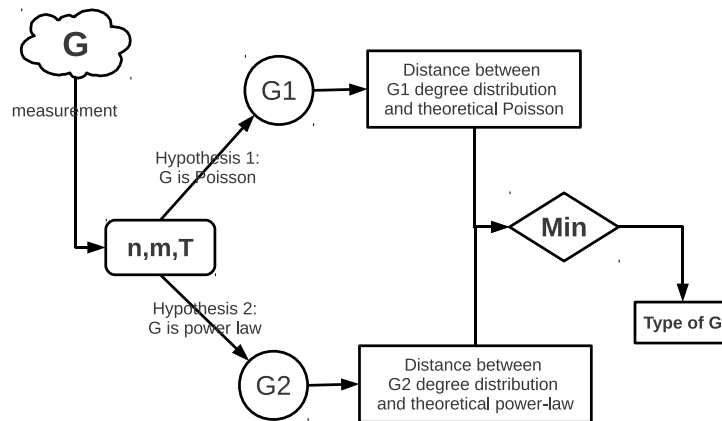 G
measurement
n,m,T
Hypothesis 1:
G is Poisson
G1
Distance between
G1 degree distribution
and theoretical Poisson
Hypothesis 2:
G is power law
G2
Distance between
G2 degree distribution
and theoretical power-law
Min
Type of G